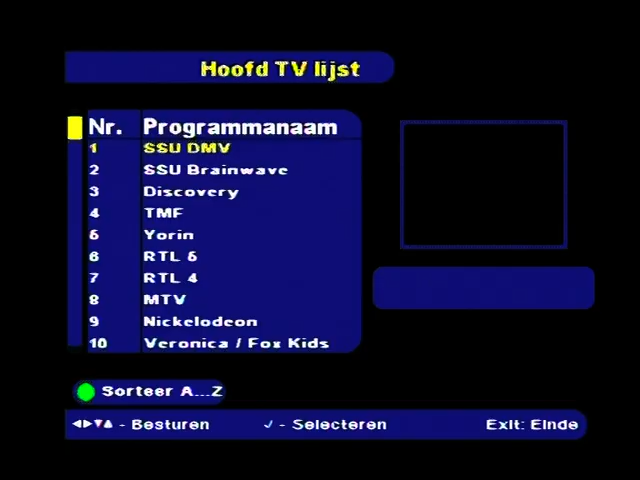 Hoofd TV lijst
Nr. Programmanaam
1 SSU DMV
2 SSU Brainwave
3 Discovery
4 TMF
5 Yorin
6 RTL 5
7 RTL 4
8 MTV
9 Nickelodeon
10 Veronica / Fox Kids
Sorteer A...Z
◀▶▼▲ - Besturen ✓ - Selecteren Exit: Einde